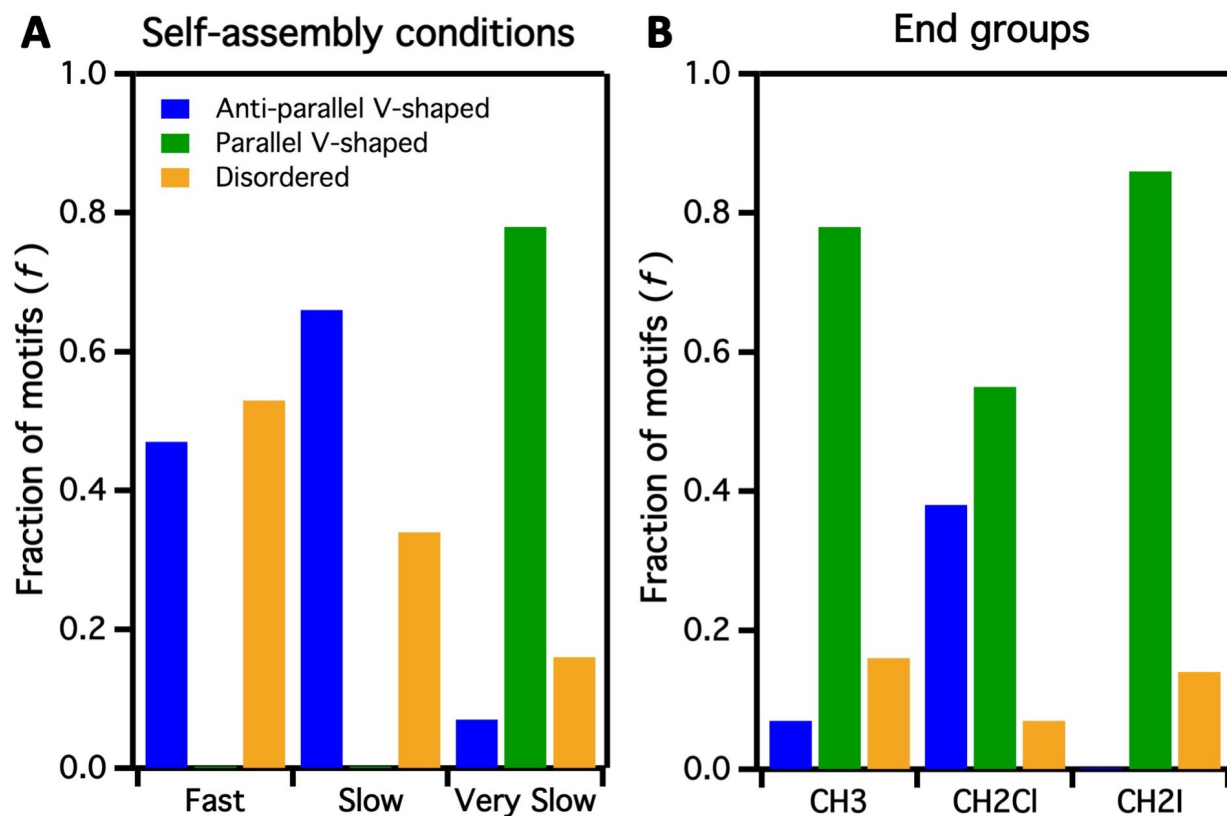 A Self-assembly conditions
Fraction of motifs (f)
1.0
0.8
0.6
0.4
0.2
0.0
Anti-parallel V-shaped
Parallel V-shaped
Disordered
Fast Slow Very Slow
B End groups
Fraction of motifs (f)
1.0
0.8
0.6
0.4
0.2
0.0
CH3 CH2Cl CH2I